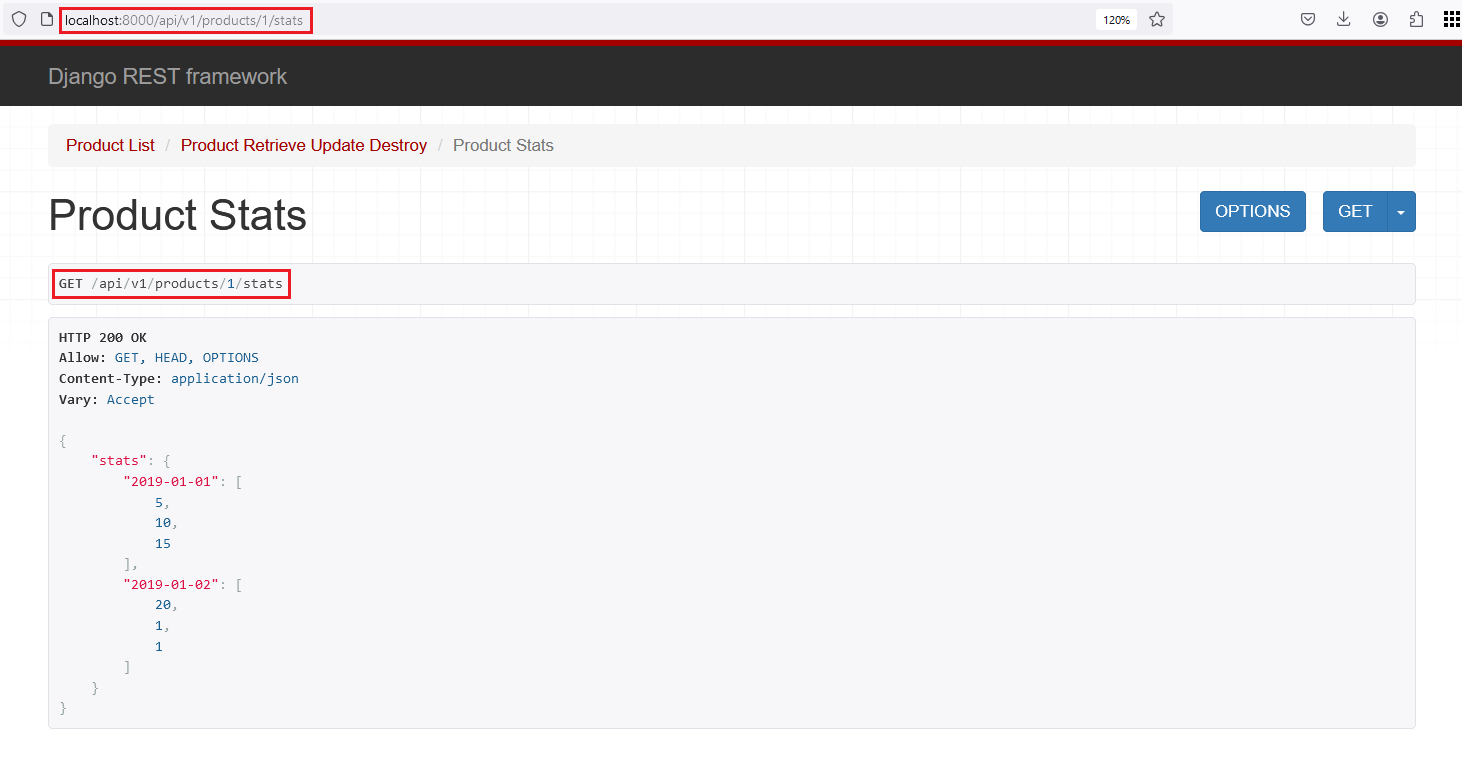 localhost:8000/api/v1/products/1/stats
120%
Django REST framework
Product List / Product Retrieve Update Destroy / Product Stats
Product Stats
OPTIONS
GET
GET /api/v1/products/1/stats
HTTP 200 OK
Allow: GET, HEAD, OPTIONS
Content-Type: application/json
Vary: Accept
{
    "stats": {
        "2019-01-01": [
            5,
            10,
            15
        ],
        "2019-01-02": [
            20,
            1,
            1
        ]
    }
}